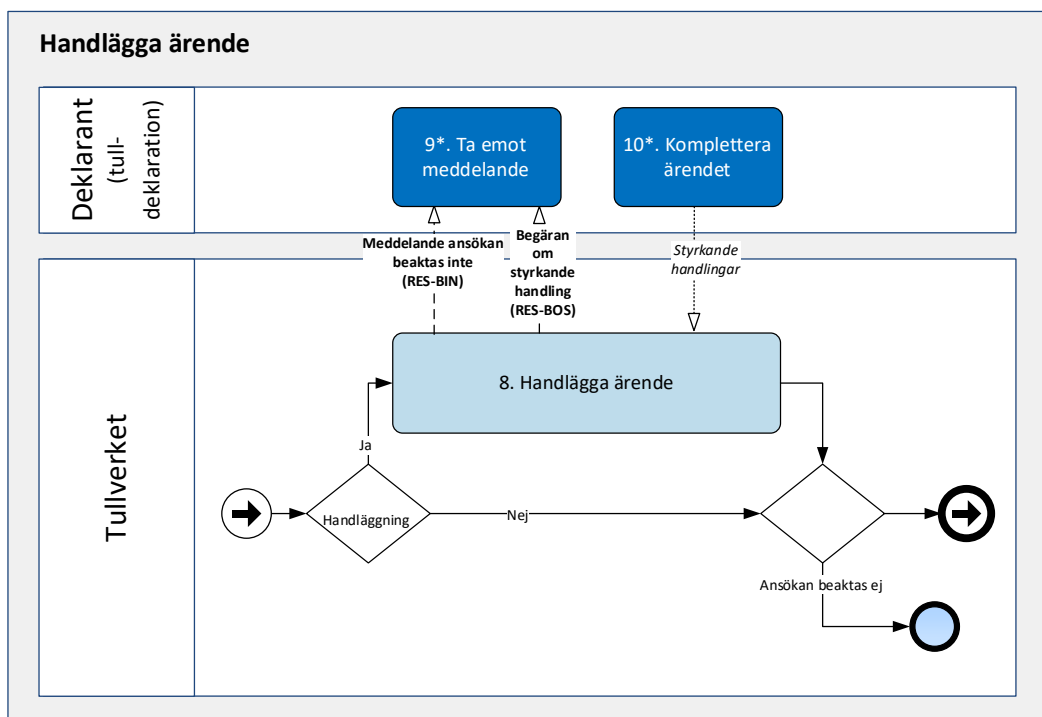 Handlägga ärende
Deklarant
(tull-
deklaration)
9*. Ta emot
meddelande
10*. Komplettera
ärendet
Meddelande ansökan
beaktas inte
(RES-BIN)
Begäran
om
styrkande
handling
(RES-BOS)
Styrkande
handlingar
Tullverket
8. Handlägga ärende
Ja
Handläggning
Nej
Ansökan beaktas ej